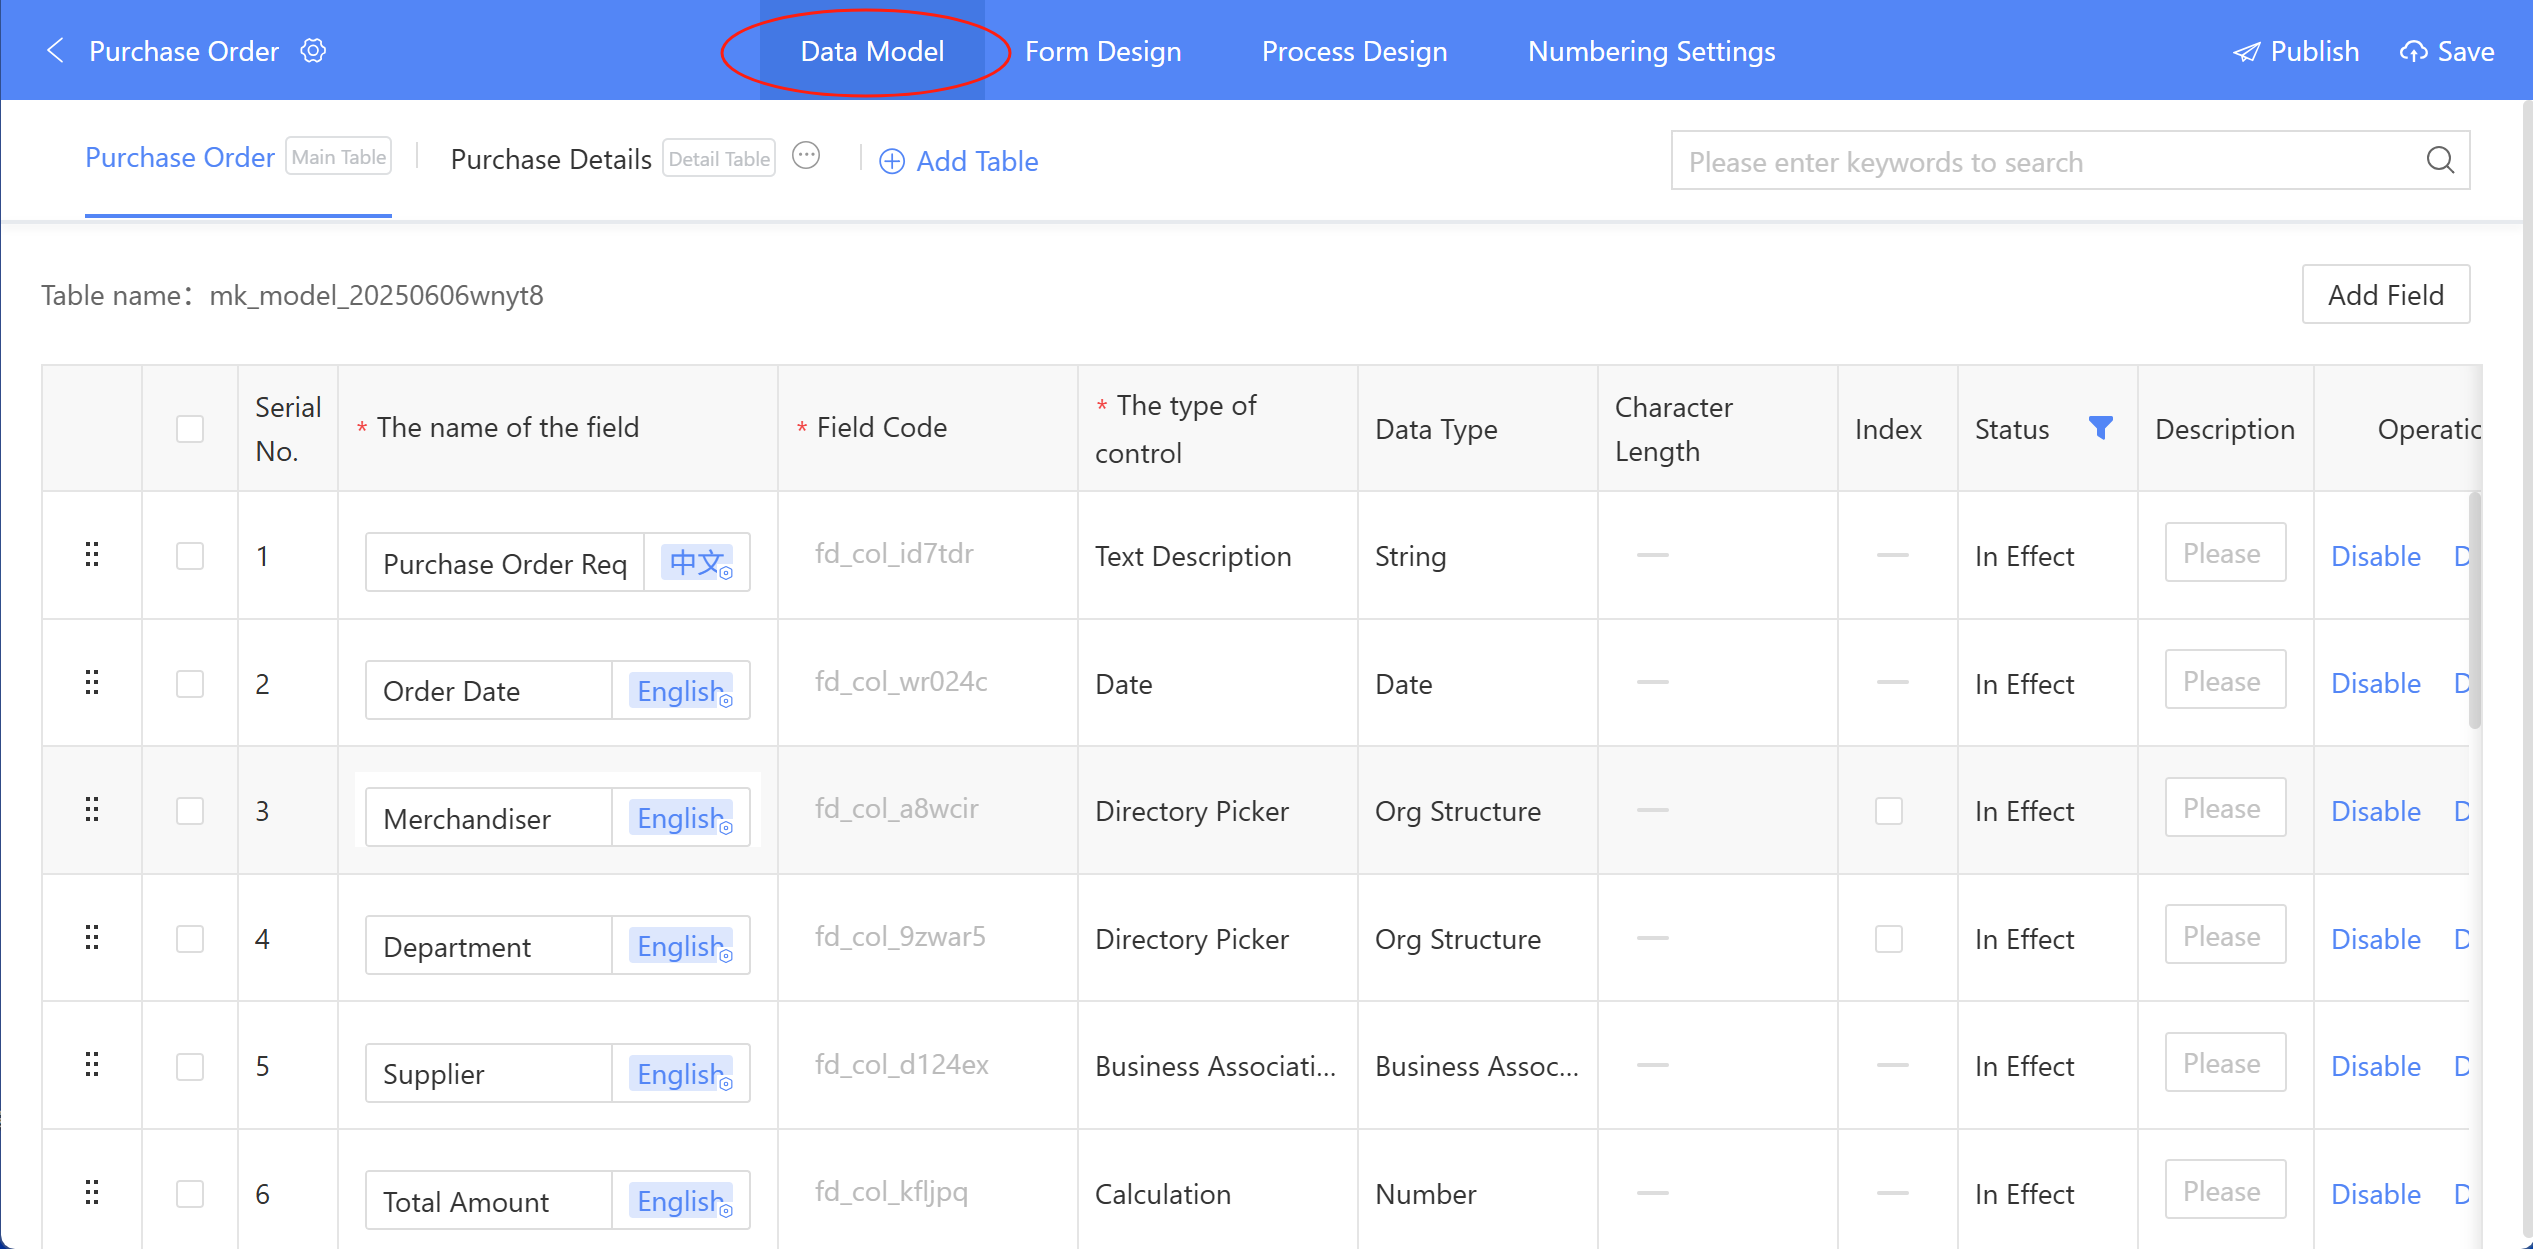 Purchase Order
Data Model
Form Design
Process Design
Numbering Settings
Publish
Save
Purchase Order Main Table
Purchase Details Detail Table
Add Table
Please enter keywords to search
Table name：mk_model_20250606wnyt8
Add Field
Serial No.
* The name of the field
* Field Code
* The type of control
Data Type
Character Length
Index
Status
Description
Operatic
1 Purchase Order Req 中文 fd_col_id7tdr Text Description String — — In Effect Please Disable D
2 Order Date English fd_col_wr024c Date Date — — In Effect Please Disable D
3 Merchandiser English fd_col_a8wcir Directory Picker Org Structure — In Effect Please Disable D
4 Department English fd_col_9zwar5 Directory Picker Org Structure — In Effect Please Disable D
5 Supplier English fd_col_d124ex Business Associati... Business Assoc... — — In Effect Please Disable D
6 Total Amount English fd_col_kfljpq Calculation Number — — In Effect Please Disable D